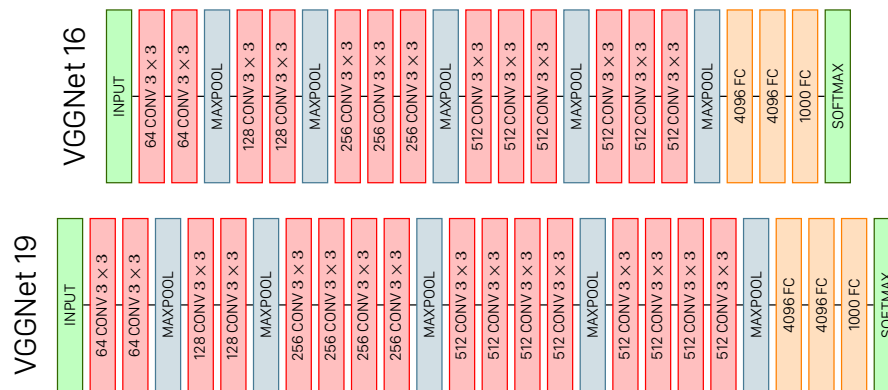 VGGNet 16
INPUT
64 CONV 3 × 3
64 CONV 3 × 3
MAXPOOL
128 CONV 3 × 3
128 CONV 3 × 3
MAXPOOL
256 CONV 3 × 3
256 CONV 3 × 3
256 CONV 3 × 3
MAXPOOL
512 CONV 3 × 3
512 CONV 3 × 3
512 CONV 3 × 3
MAXPOOL
512 CONV 3 × 3
512 CONV 3 × 3
512 CONV 3 × 3
MAXPOOL
4096 FC
4096 FC
1000 FC
SOFTMAX
VGGNet 19
INPUT
64 CONV 3 × 3
64 CONV 3 × 3
MAXPOOL
128 CONV 3 × 3
128 CONV 3 × 3
MAXPOOL
256 CONV 3 × 3
256 CONV 3 × 3
256 CONV 3 × 3
256 CONV 3 × 3
MAXPOOL
512 CONV 3 × 3
512 CONV 3 × 3
512 CONV 3 × 3
512 CONV 3 × 3
MAXPOOL
512 CONV 3 × 3
512 CONV 3 × 3
512 CONV 3 × 3
512 CONV 3 × 3
MAXPOOL
4096 FC
4096 FC
1000 FC
SOFTMAX